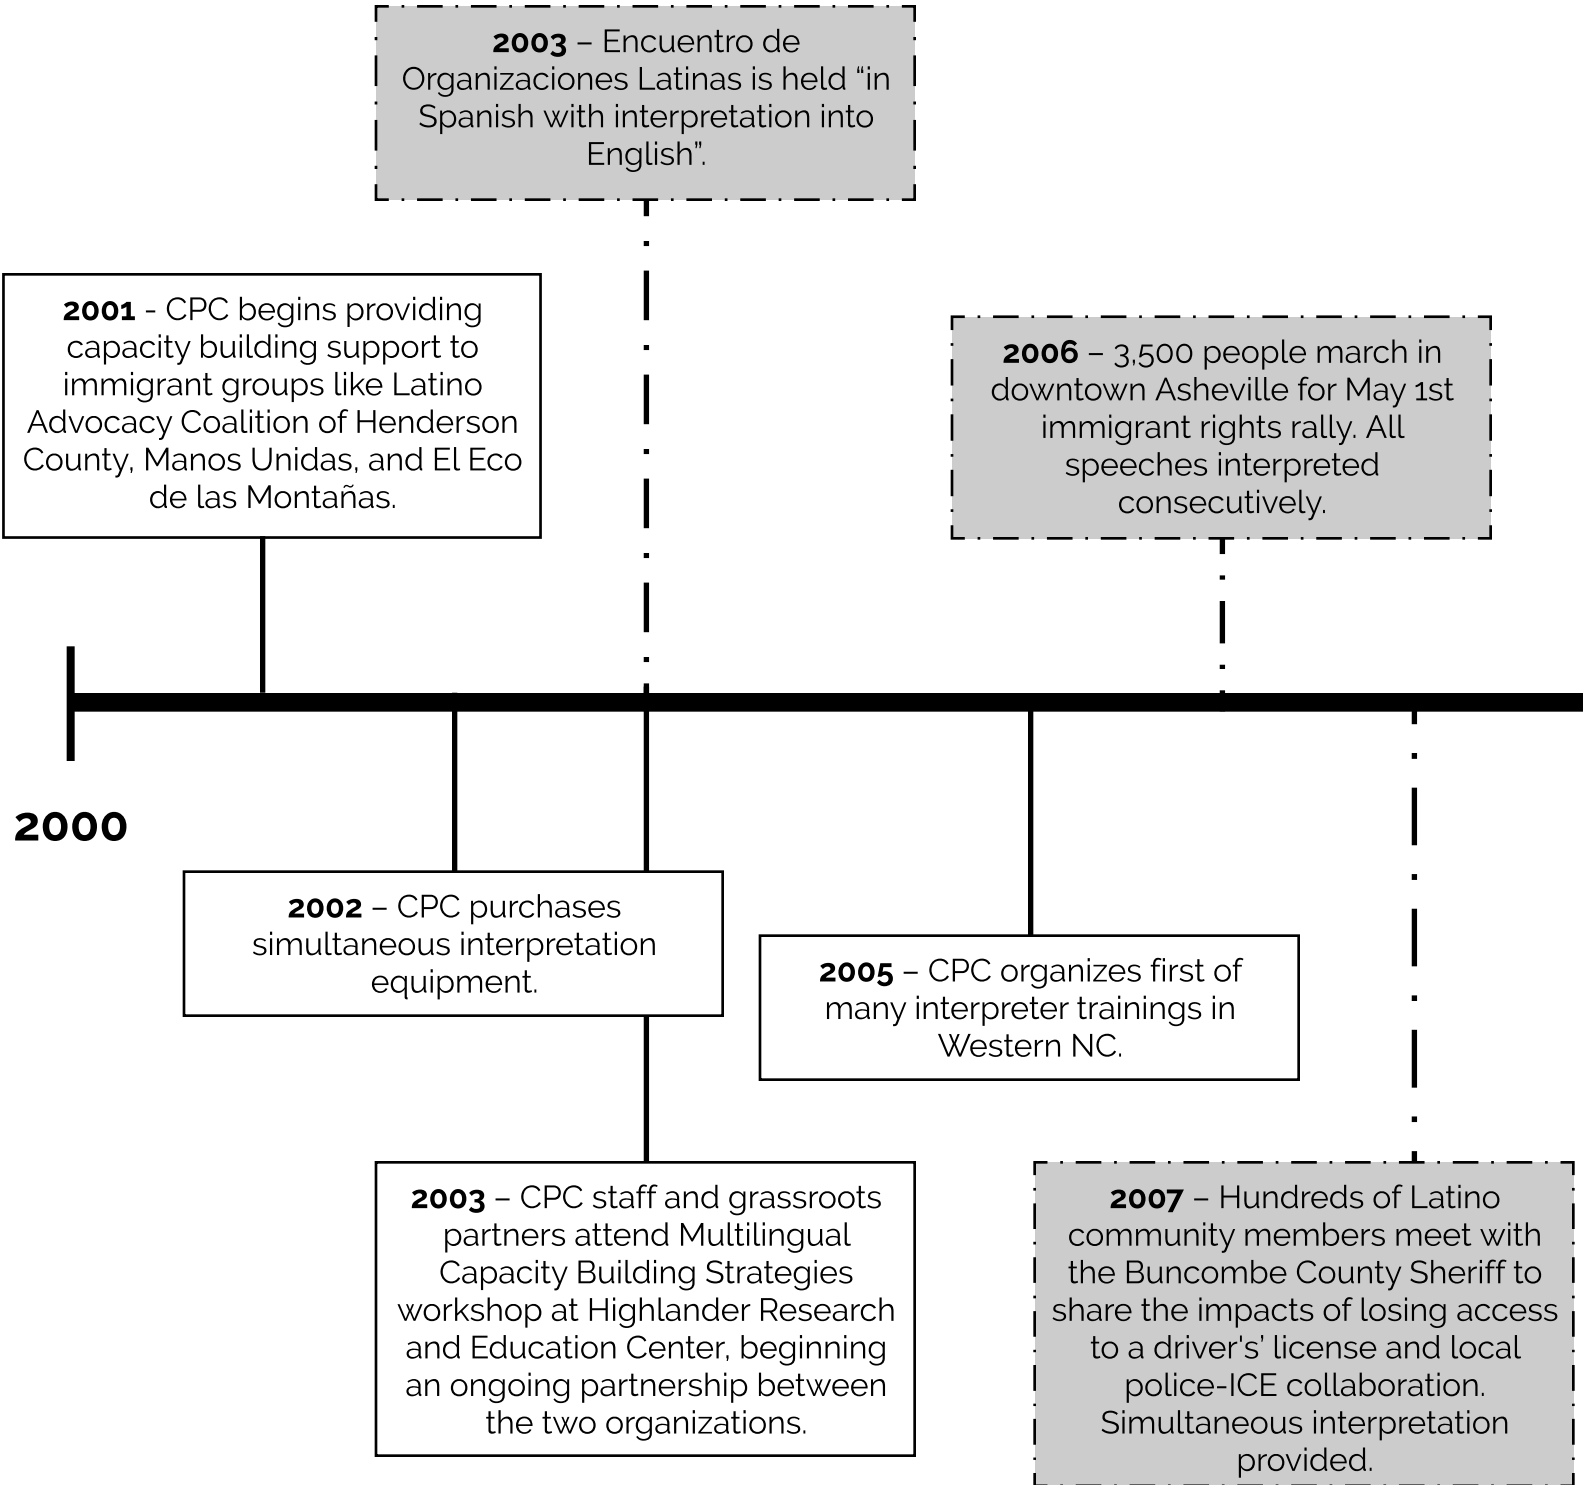 2003 – Encuentro de
Organizaciones Latinas is held “in
Spanish with interpretation into
English”.
2001 - CPC begins providing
capacity building support to
immigrant groups like Latino
Advocacy Coalition of Henderson
County, Manos Unidas, and El Eco
de las Montañas.
2006 – 3,500 people march in
downtown Asheville for May 1st
immigrant rights rally. All
speeches interpreted
consecutively.
2000
2002 – CPC purchases
simultaneous interpretation
equipment.
2005 – CPC organizes first of
many interpreter trainings in
Western NC.
2003 – CPC staff and grassroots
partners attend Multilingual
Capacity Building Strategies
workshop at Highlander Research
and Education Center, beginning
an ongoing partnership between
the two organizations.
2007 – Hundreds of Latino
community members meet with
the Buncombe County Sheriff to
share the impacts of losing access
to a driver's’ license and local
police-ICE collaboration.
Simultaneous interpretation
provided.